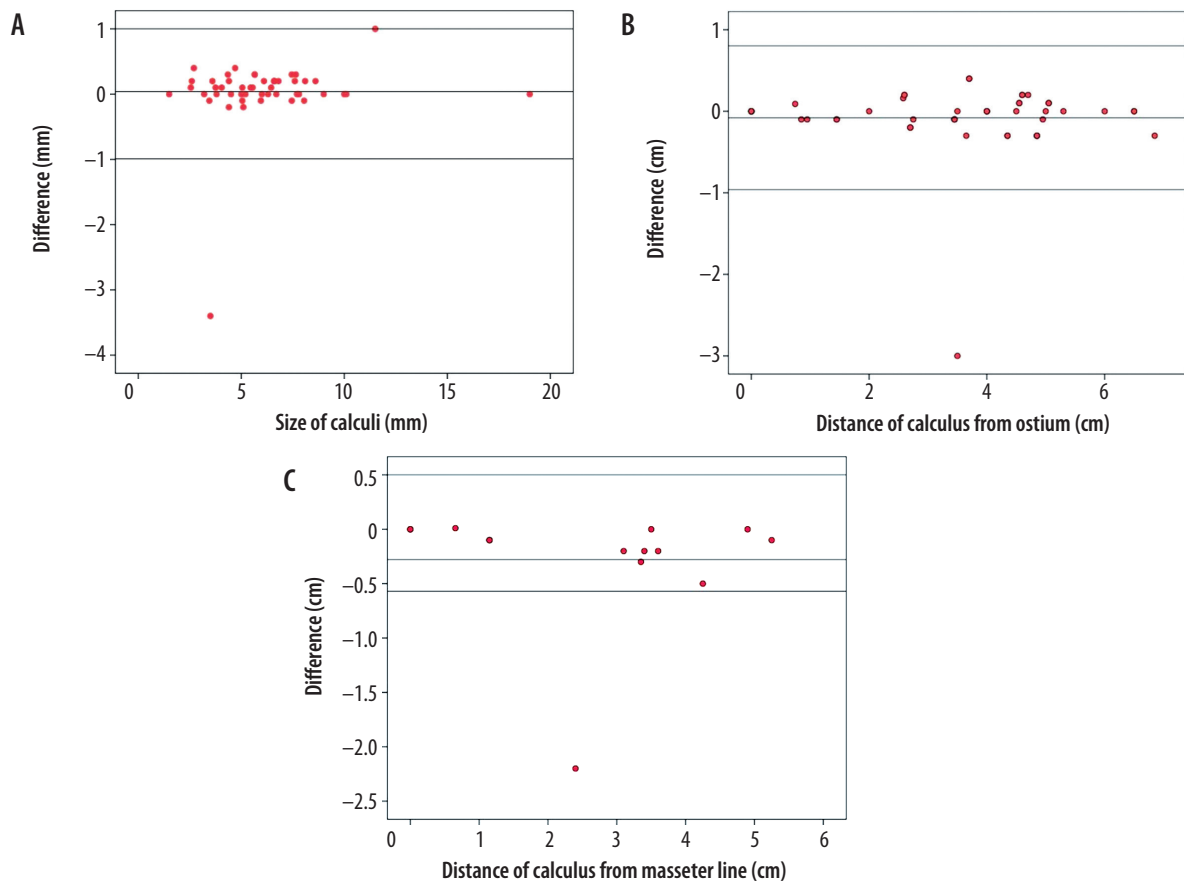 A
Difference (mm)
1
0
−1
−2
−3
−4
0 5 10 15 20
Size of calculi (mm)
B
Difference (cm)
1
0
−1
−2
−3
0 2 4 6
Distance of calculus from ostium (cm)
C
Difference (cm)
0.5
0
−0.5
−1.0
−1.5
−2.0
−2.5
0 1 2 3 4 5 6
Distance of calculus from masseter line (cm)